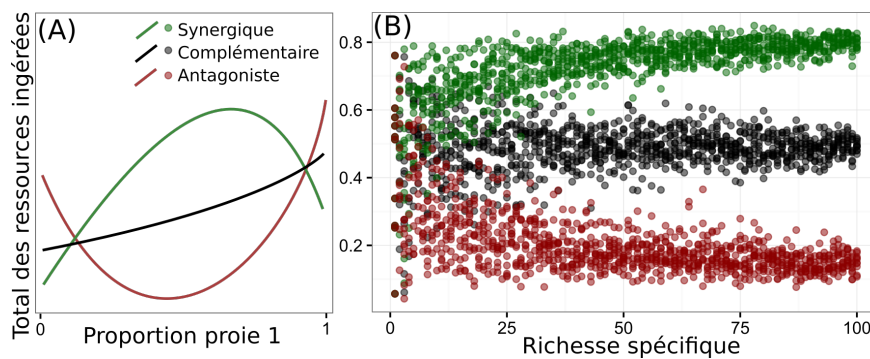 (A)
Synergique
Complémentaire
Antagoniste
Total des ressources ingérées
0
1
Proportion proie 1
(B)
0.8
0.6
0.4
0.2
0
25
50
75
100
Richesse spécifique